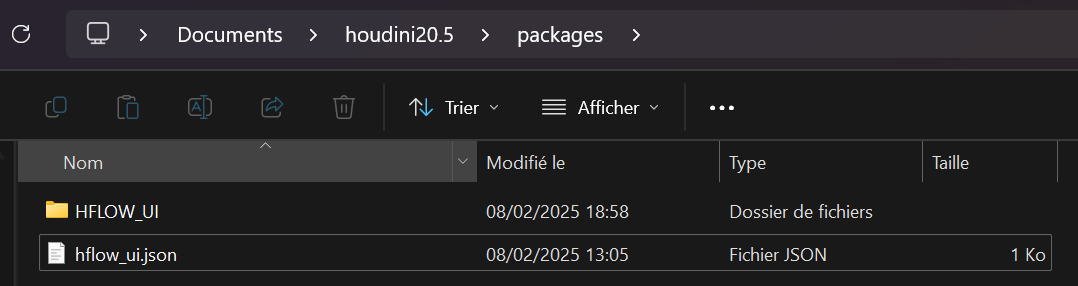 Documents > houdini20.5 > packages >
Trier Afficher
Nom Modifié le Type Taille
HFLOW_UI 08/02/2025 18:58 Dossier de fichiers
hflow_ui.json 08/02/2025 13:05 Fichier JSON 1 Ko